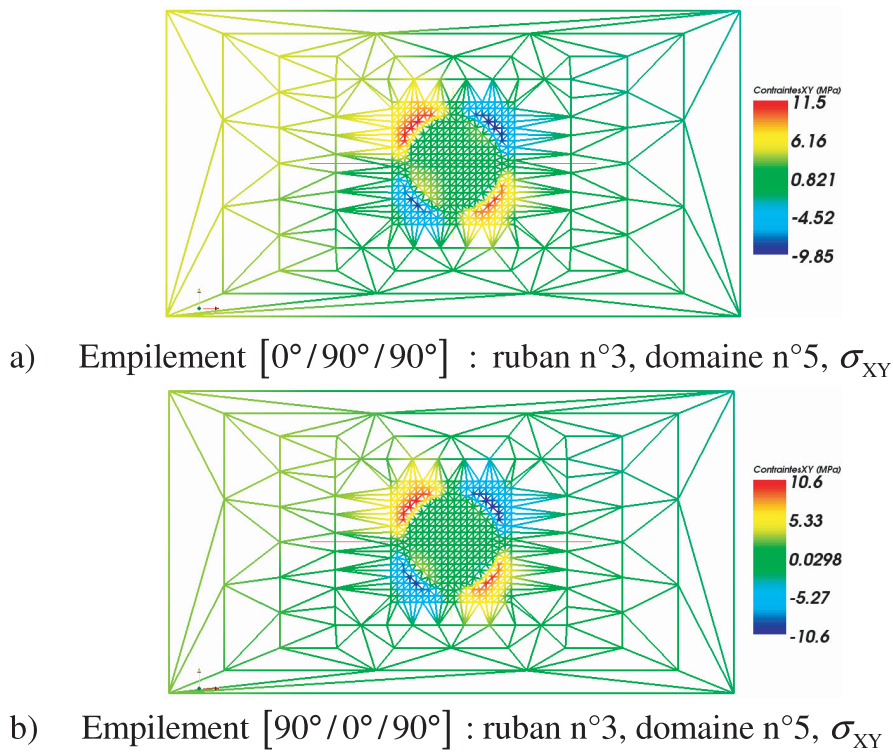 ContraintesXY (MPa)
11.5
6.16
0.821
-4.52
-9.85
a) Empilement [0°/90°/90°] : ruban n°3, domaine n°5, σXY
ContraintesXY (MPa)
10.6
5.33
0.0298
-5.27
-10.6
b) Empilement [90°/0°/90°] : ruban n°3, domaine n°5, σXY